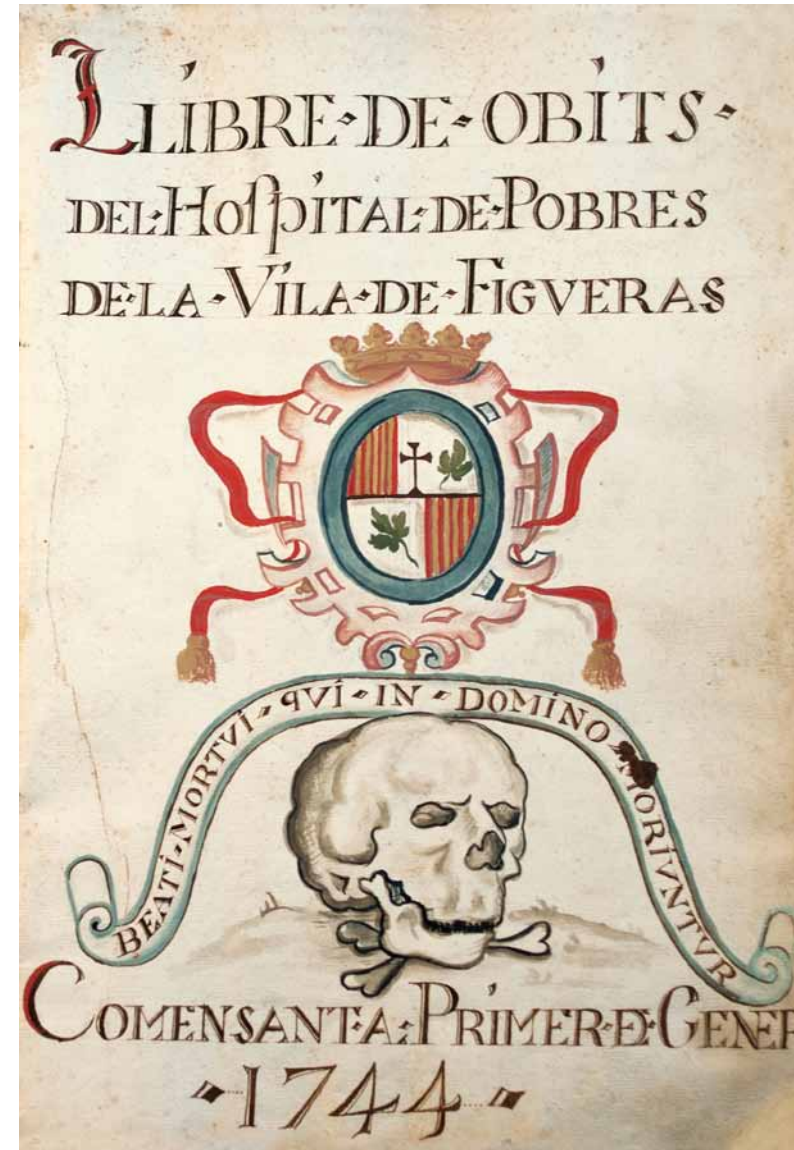 LLIBRE·DE·OBITS·
DEL·HoſpITAL·DE·POBRES
DE·LA·VILA·DE·FIGVERAS
BEATI·MORTVI·QVI·IN·DOMINO·MORIVNTVR
COMENSANT·A·PRIMER·DE·GENER
·1744·